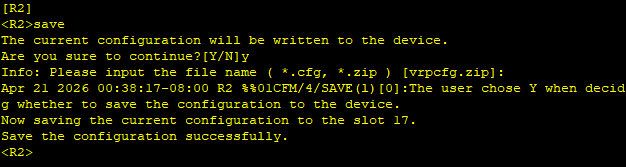 [R2]
<R2>save
The current configuration will be written to the device.
Are you sure to continue?[Y/N]y
Info: Please input the file name ( *.cfg, *.zip ) [vrpcfg.zip]:
Apr 21 2026 00:38:17-08:00 R2 %%01CFM/4/SAVE(l)[0]:The user chose Y when decid
g whether to save the configuration to the device.
Now saving the current configuration to the slot 17.
Save the configuration successfully.
<R2>